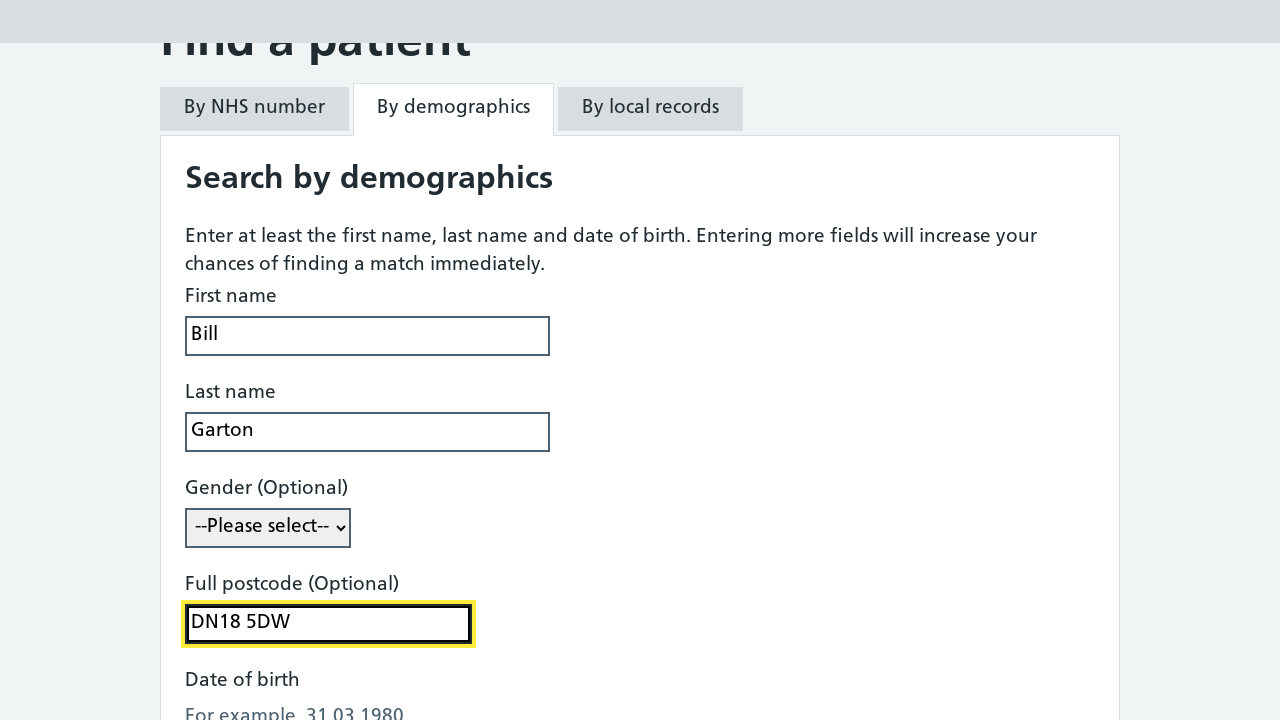 Find a patient
By NHS number
By demographics
By local records
Search by demographics
Enter at least the first name, last name and date of birth. Entering more fields will increase your
chances of finding a match immediately.
First name
Bill
Last name
Garton
Gender (Optional)
--Please select--
Full postcode (Optional)
DN18 5DW
Date of birth
For example, 31 03 1980